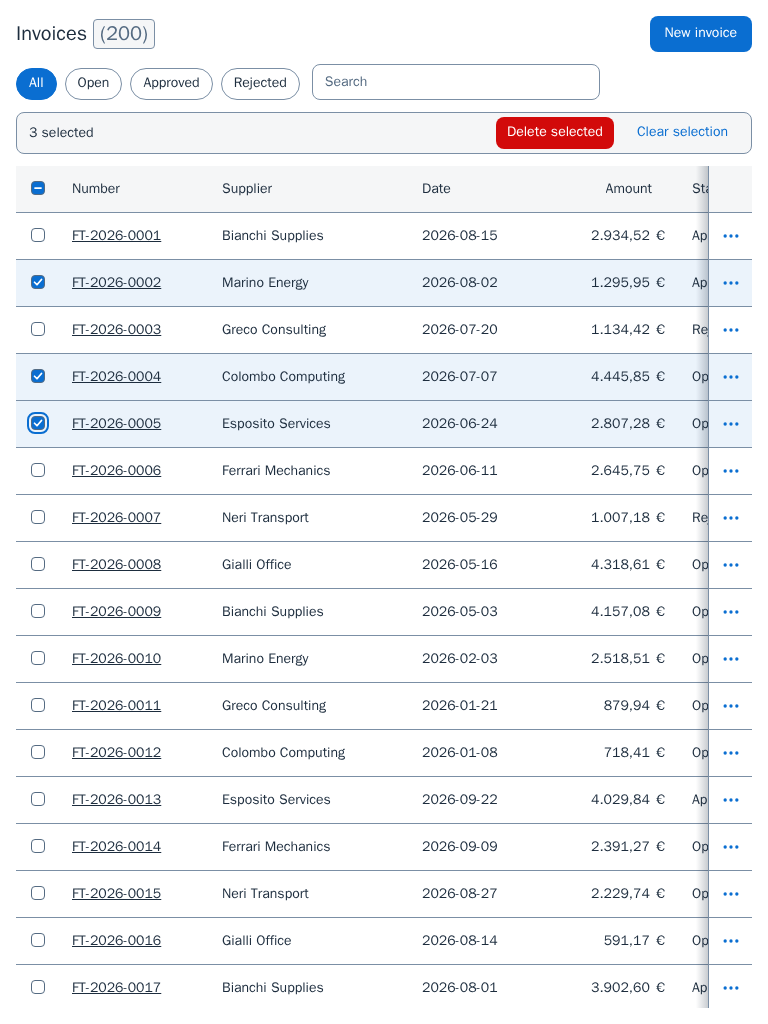 Invoices (200) New invoice
All Open Approved Rejected Search
3 selected Delete selected Clear selection
Number Supplier Date Amount
FT-2026-0001 Bianchi Supplies 2026-08-15 2.934,52 €
FT-2026-0002 Marino Energy 2026-08-02 1.295,95 €
FT-2026-0003 Greco Consulting 2026-07-20 1.134,42 €
FT-2026-0004 Colombo Computing 2026-07-07 4.445,85 €
FT-2026-0005 Esposito Services 2026-06-24 2.807,28 €
FT-2026-0006 Ferrari Mechanics 2026-06-11 2.645,75 €
FT-2026-0007 Neri Transport 2026-05-29 1.007,18 €
FT-2026-0008 Gialli Office 2026-05-16 4.318,61 €
FT-2026-0009 Bianchi Supplies 2026-05-03 4.157,08 €
FT-2026-0010 Marino Energy 2026-02-03 2.518,51 €
FT-2026-0011 Greco Consulting 2026-01-21 879,94 €
FT-2026-0012 Colombo Computing 2026-01-08 718,41 €
FT-2026-0013 Esposito Services 2026-09-22 4.029,84 €
FT-2026-0014 Ferrari Mechanics 2026-09-09 2.391,27 €
FT-2026-0015 Neri Transport 2026-08-27 2.229,74 €
FT-2026-0016 Gialli Office 2026-08-14 591,17 €
FT-2026-0017 Bianchi Supplies 2026-08-01 3.902,60 €